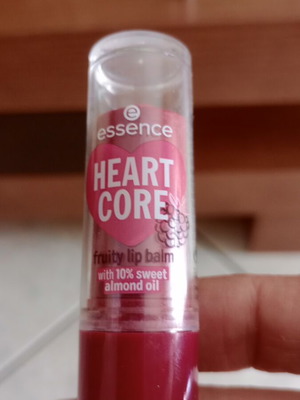 essence
HEART
CORE
fruity lip balm
with 10% sweet
almond oil